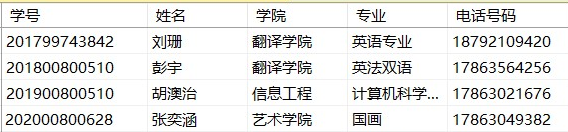 学号 姓名 学院 专业 电话号码
201799743842 刘珊 翻译学院 英语专业 18792109420
201800800510 彭宇 翻译学院 英法双语 17863564256
201900800510 胡澳治 信息工程 计算机科学... 17863021676
202000800628 张奕涵 艺术学院 国画 17863049382